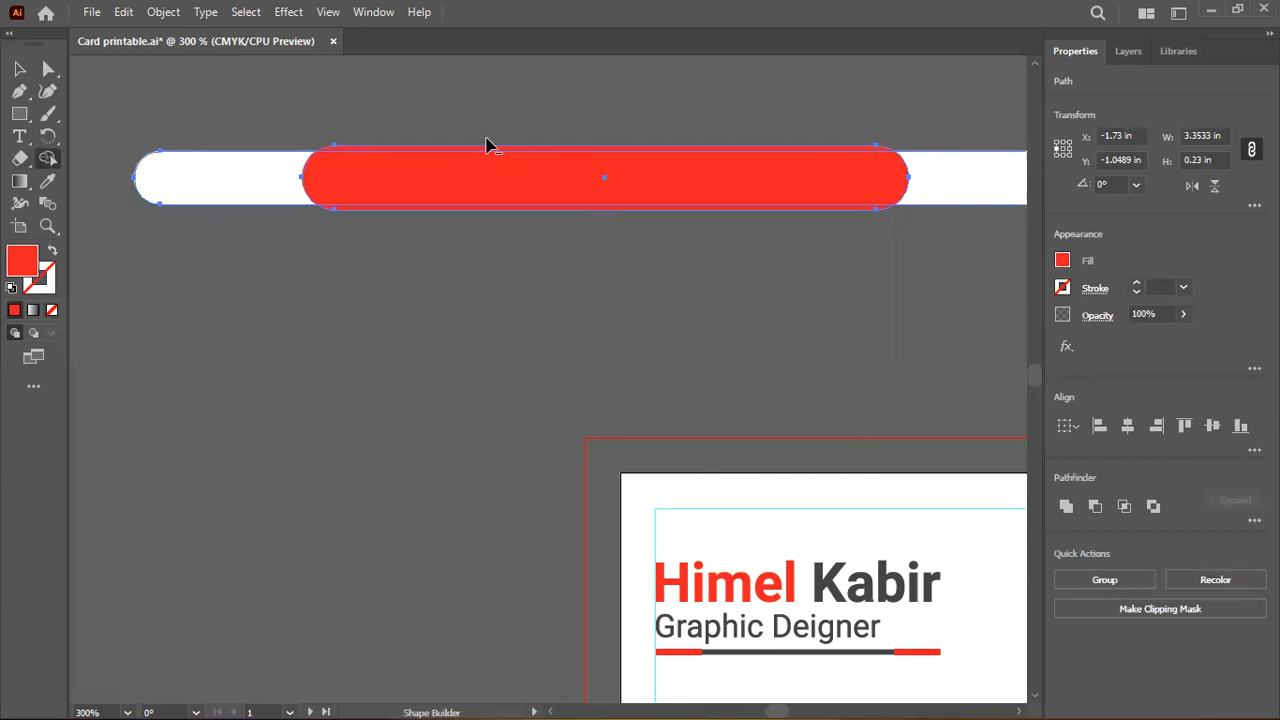 Ai File Edit Object Type Select Effect View Window Help
Card printable.ai* @ 300 % (CMYK/CPU Preview) ×
Properties Layers Libraries
Path
Transform
X: -1.73 in W: 3.3533 in
Y: -1.0489 in H: 0.23 in
0°
Appearance
Fill
Stroke
Opacity 100%
fx.
Align
Pathfinder
Expand
Quick Actions
Group Recolor
Make Clipping Mask
Himel Kabir
Graphic Deigner
300% 0° 1 Shape Builder